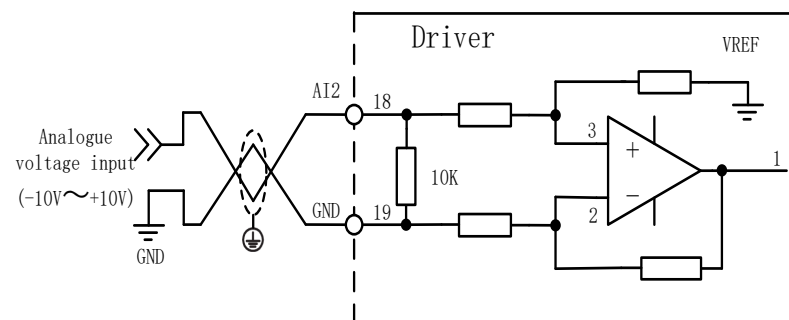 Driver
VREF
AI2
18
3
+
1
Analogue
voltage input
(-10V～+10V)
10K
−
2
GND
19
GND